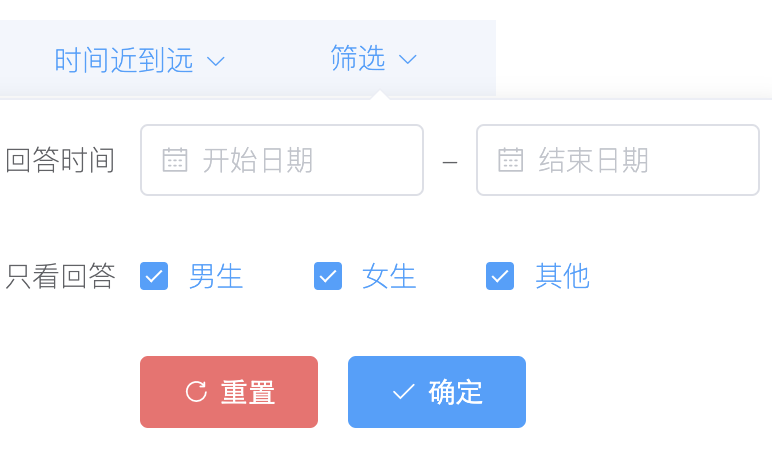 时间近到远 筛选
回答时间 开始日期 – 结束日期
只看回答 男生 女生 其他
重置 确定